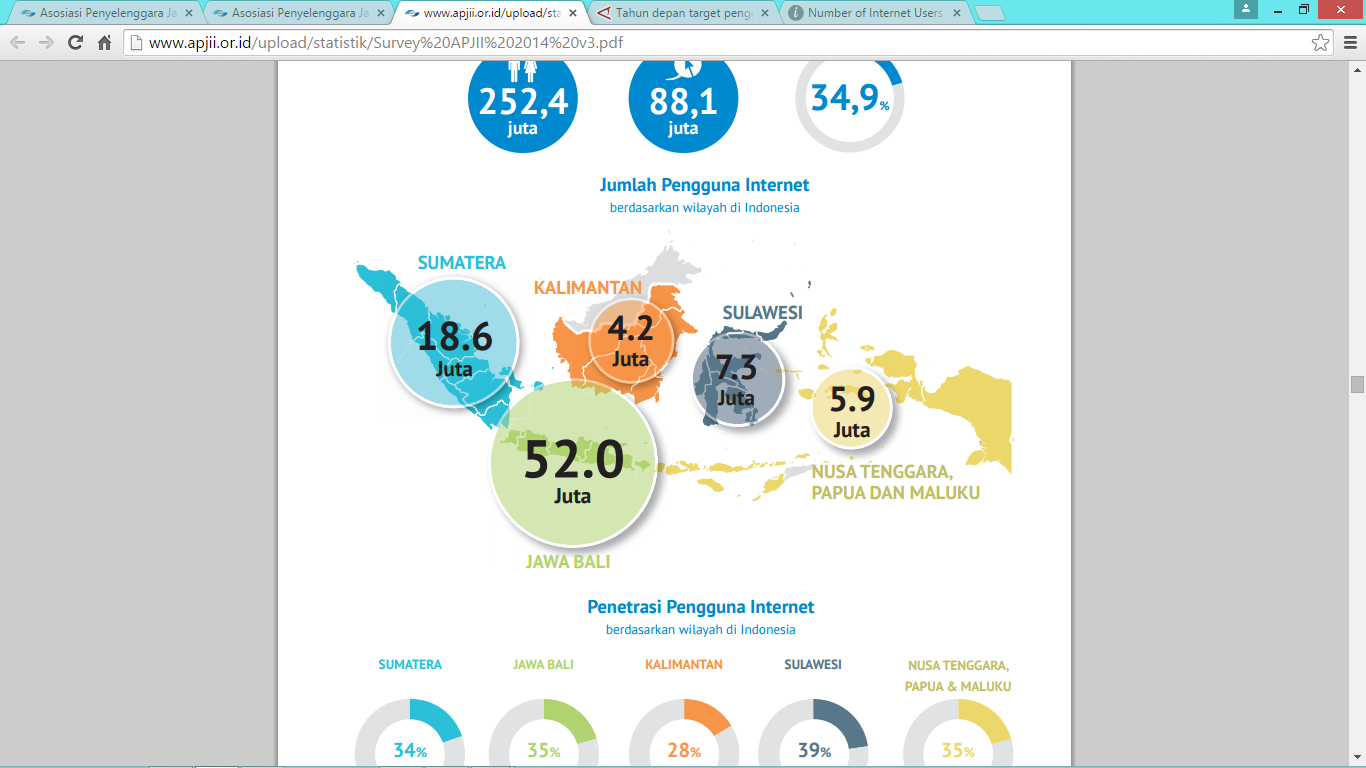 Asosiasi Penyelenggara Ja
Asosiasi Penyelenggara Ja
www.apjii.or.id/upload/sta
Tahun depan target peng
Number of Internet Users
www.apjii.or.id/upload/statistik/Survey%20APJII%202014%20v3.pdf
252,4
juta
88,1
juta
34,9%
Jumlah Pengguna Internet
berdasarkan wilayah di Indonesia
SUMATERA
18.6
Juta
KALIMANTAN
4.2
Juta
SULAWESI
7.3
Juta
5.9
Juta
NUSA TENGGARA,
PAPUA DAN MALUKU
52.0
Juta
JAWA BALI
Penetrasi Pengguna Internet
berdasarkan wilayah di Indonesia
SUMATERA
34%
JAWA BALI
35%
KALIMANTAN
28%
SULAWESI
39%
NUSA TENGGARA,
PAPUA & MALUKU
35%